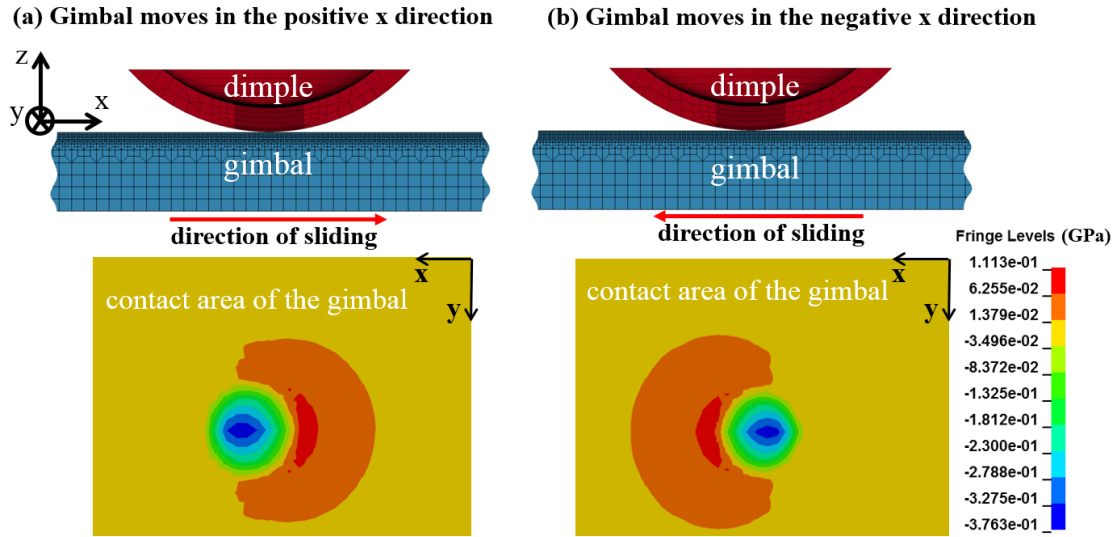 (a) Gimbal moves in the positive x direction
(b) Gimbal moves in the negative x direction
z
y
x
dimple
gimbal
direction of sliding
dimple
gimbal
direction of sliding
x
y
contact area of the gimbal
x
y
contact area of the gimbal
Fringe Levels (GPa)
1.113e-01
6.255e-02
1.379e-02
-3.496e-02
-8.372e-02
-1.325e-01
-1.812e-01
-2.300e-01
-2.788e-01
-3.275e-01
-3.763e-01